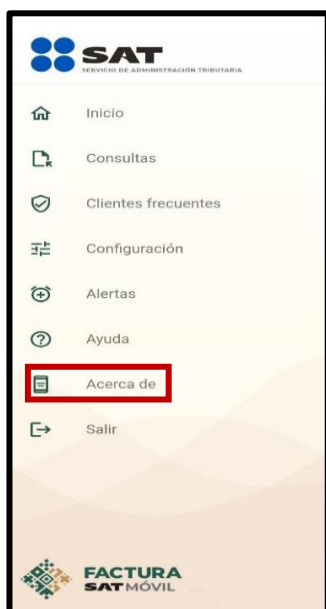 SAT
SERVICIO DE ADMINISTRACIÓN TRIBUTARIA
Inicio
Consultas
Clientes frecuentes
Configuración
Alertas
Ayuda
Acerca de
Salir
FACTURA
SAT MÓVIL